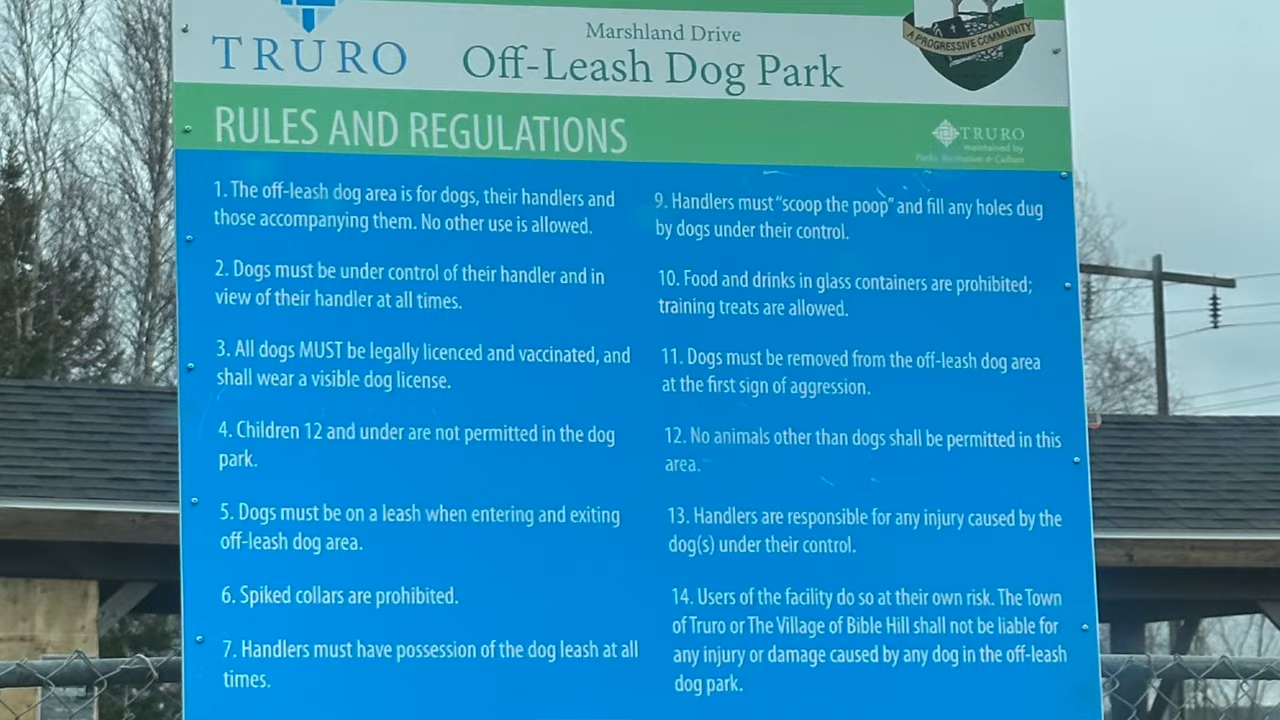 TRURO
Marshland Drive
Off-Leash Dog Park
A PROGRESSIVE COMMUNITY
RULES AND REGULATIONS
TRURO
maintained by
Parks Recreation & Culture
1. The off-leash dog area is for dogs, their handlers and
those accompanying them. No other use is allowed.
2. Dogs must be under control of their handler and in
view of their handler at all times.
3. All dogs MUST be legally licenced and vaccinated, and
shall wear a visible dog license.
4. Children 12 and under are not permitted in the dog
park.
5. Dogs must be on a leash when entering and exiting
off-leash dog area.
6. Spiked collars are prohibited.
7. Handlers must have possession of the dog leash at all
times.
9. Handlers must “scoop the poop” and fill any holes dug
by dogs under their control.
10. Food and drinks in glass containers are prohibited;
training treats are allowed.
11. Dogs must be removed from the off-leash dog area
at the first sign of aggression.
12. No animals other than dogs shall be permitted in this
area.
13. Handlers are responsible for any injury caused by the
dog(s) under their control.
14. Users of the facility do so at their own risk. The Town
of Truro or The Village of Bible Hill shall not be liable for
any injury or damage caused by any dog in the off-leash
dog park.